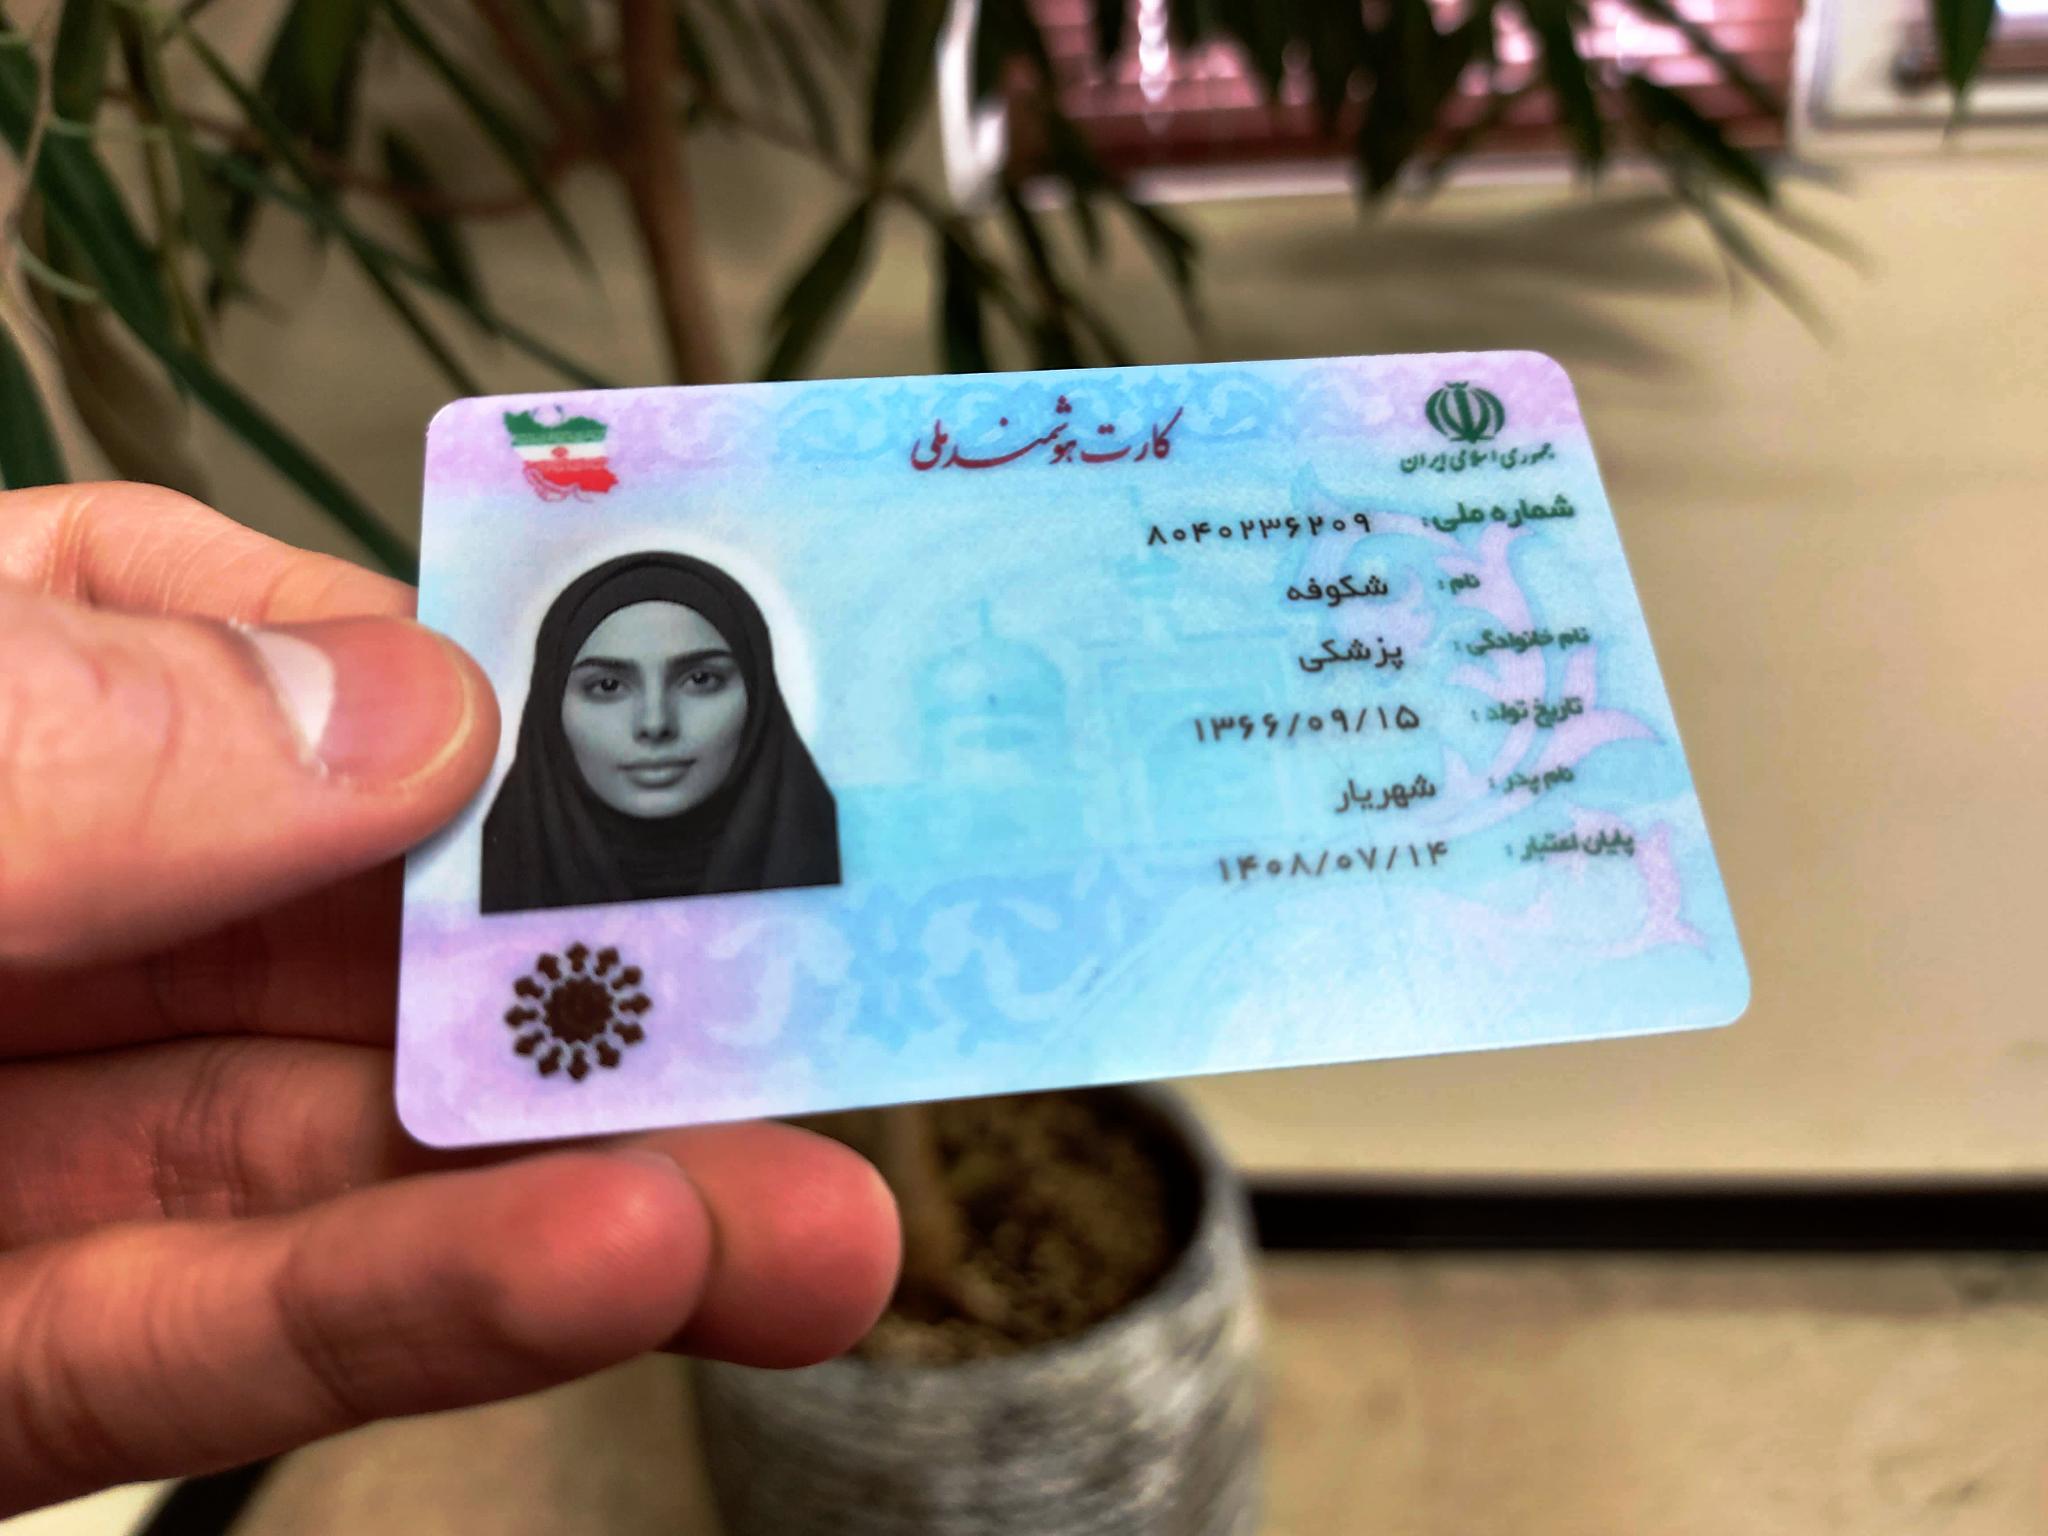 کارت هوشمند ملی
جمهوری اسلامی ایران
شماره ملی: ۸۰۴۰۲۳۶۲۰۹
نام: شکوفه
نام خانوادگی: پزشکی
تاریخ تولد: ۱۳۶۶/۰۹/۱۵
نام پدر: شهریار
پایان اعتبار: ۱۴۰۸/۰۷/۱۴